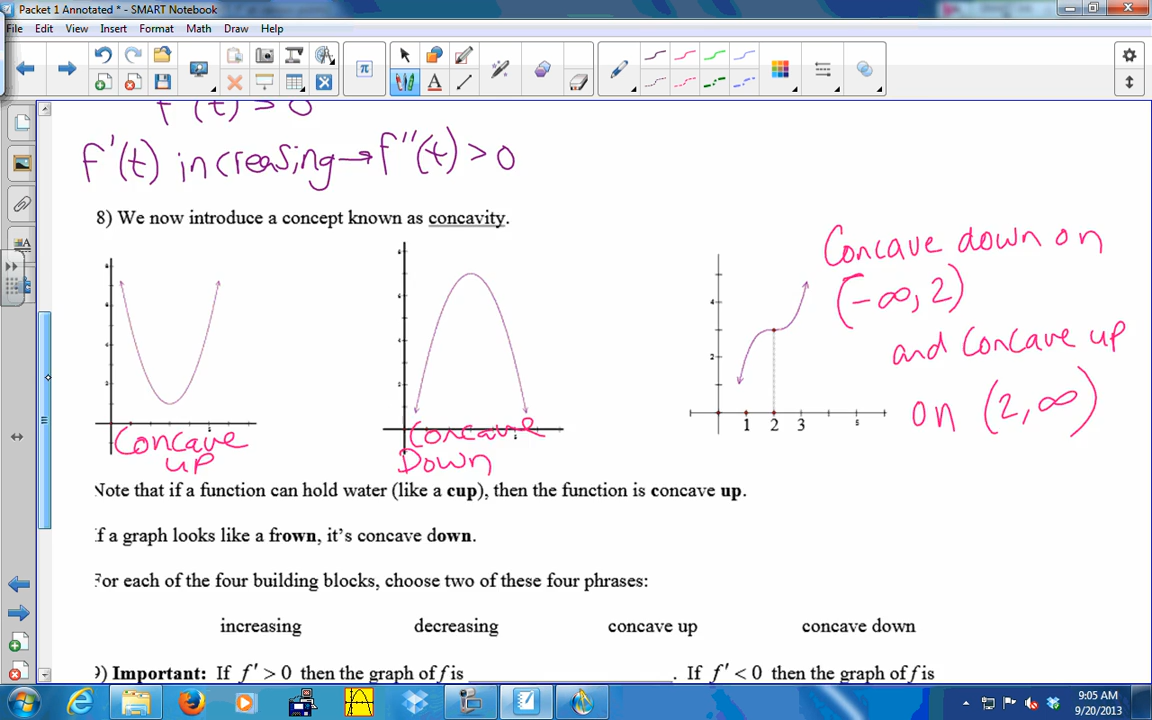 Packet 1 Annotated * - SMART Notebook
File Edit View Insert Format Math Draw Help
f'(t) increasing → f''(t) > 0
8) We now introduce a concept known as concavity.
Concave up
Concave Down
4
2
1 2 3
Concave down on
(-∞, 2)
and Concave up
on (2, ∞)
Note that if a function can hold water (like a cup), then the function is concave up.
If a graph looks like a frown, it's concave down.
For each of the four building blocks, choose two of these four phrases:
increasing decreasing concave up concave down
9) Important: If f' > 0 then the graph of f is ____________________. If f' < 0 then the graph of f is
9:05 AM
9/20/2013